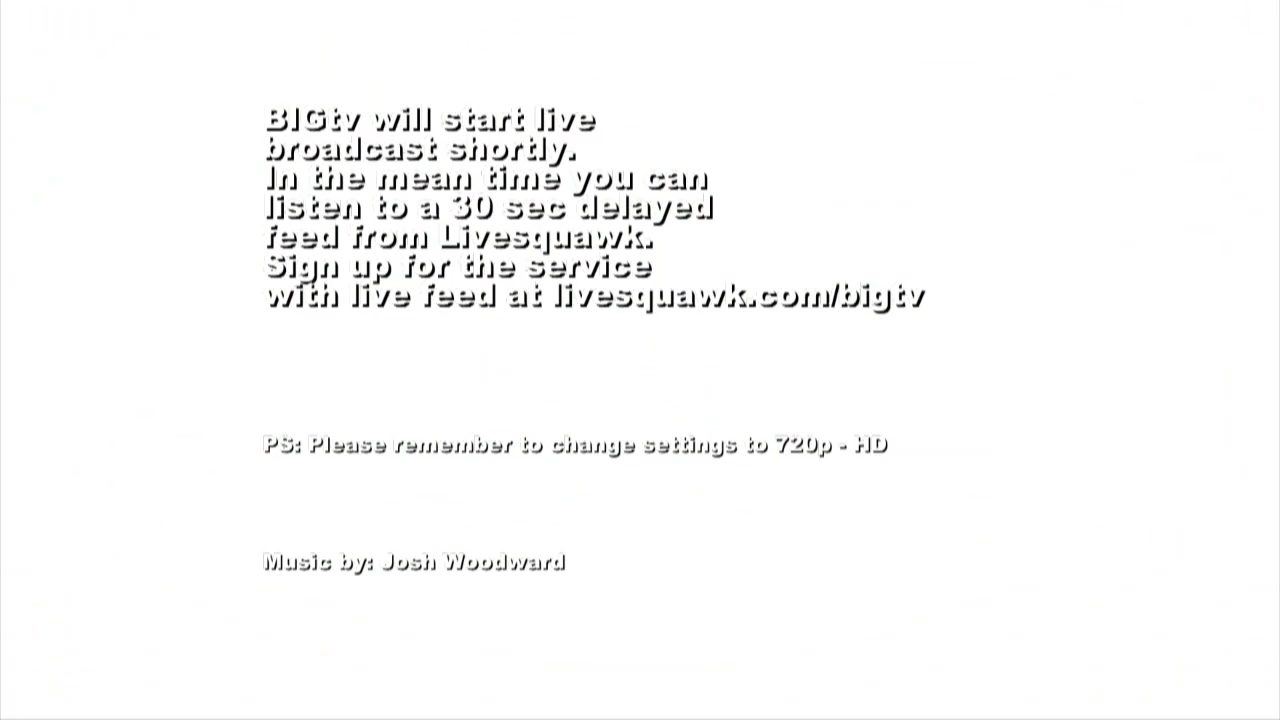 BIGtv will start live
broadcast shortly.
In the mean time you can
listen to a 30 sec delayed
feed from Livesquawk.
Sign up for the service
with live feed at livesquawk.com/bigtv
PS: Please remember to change settings to 720p - HD
Music by: Josh Woodward